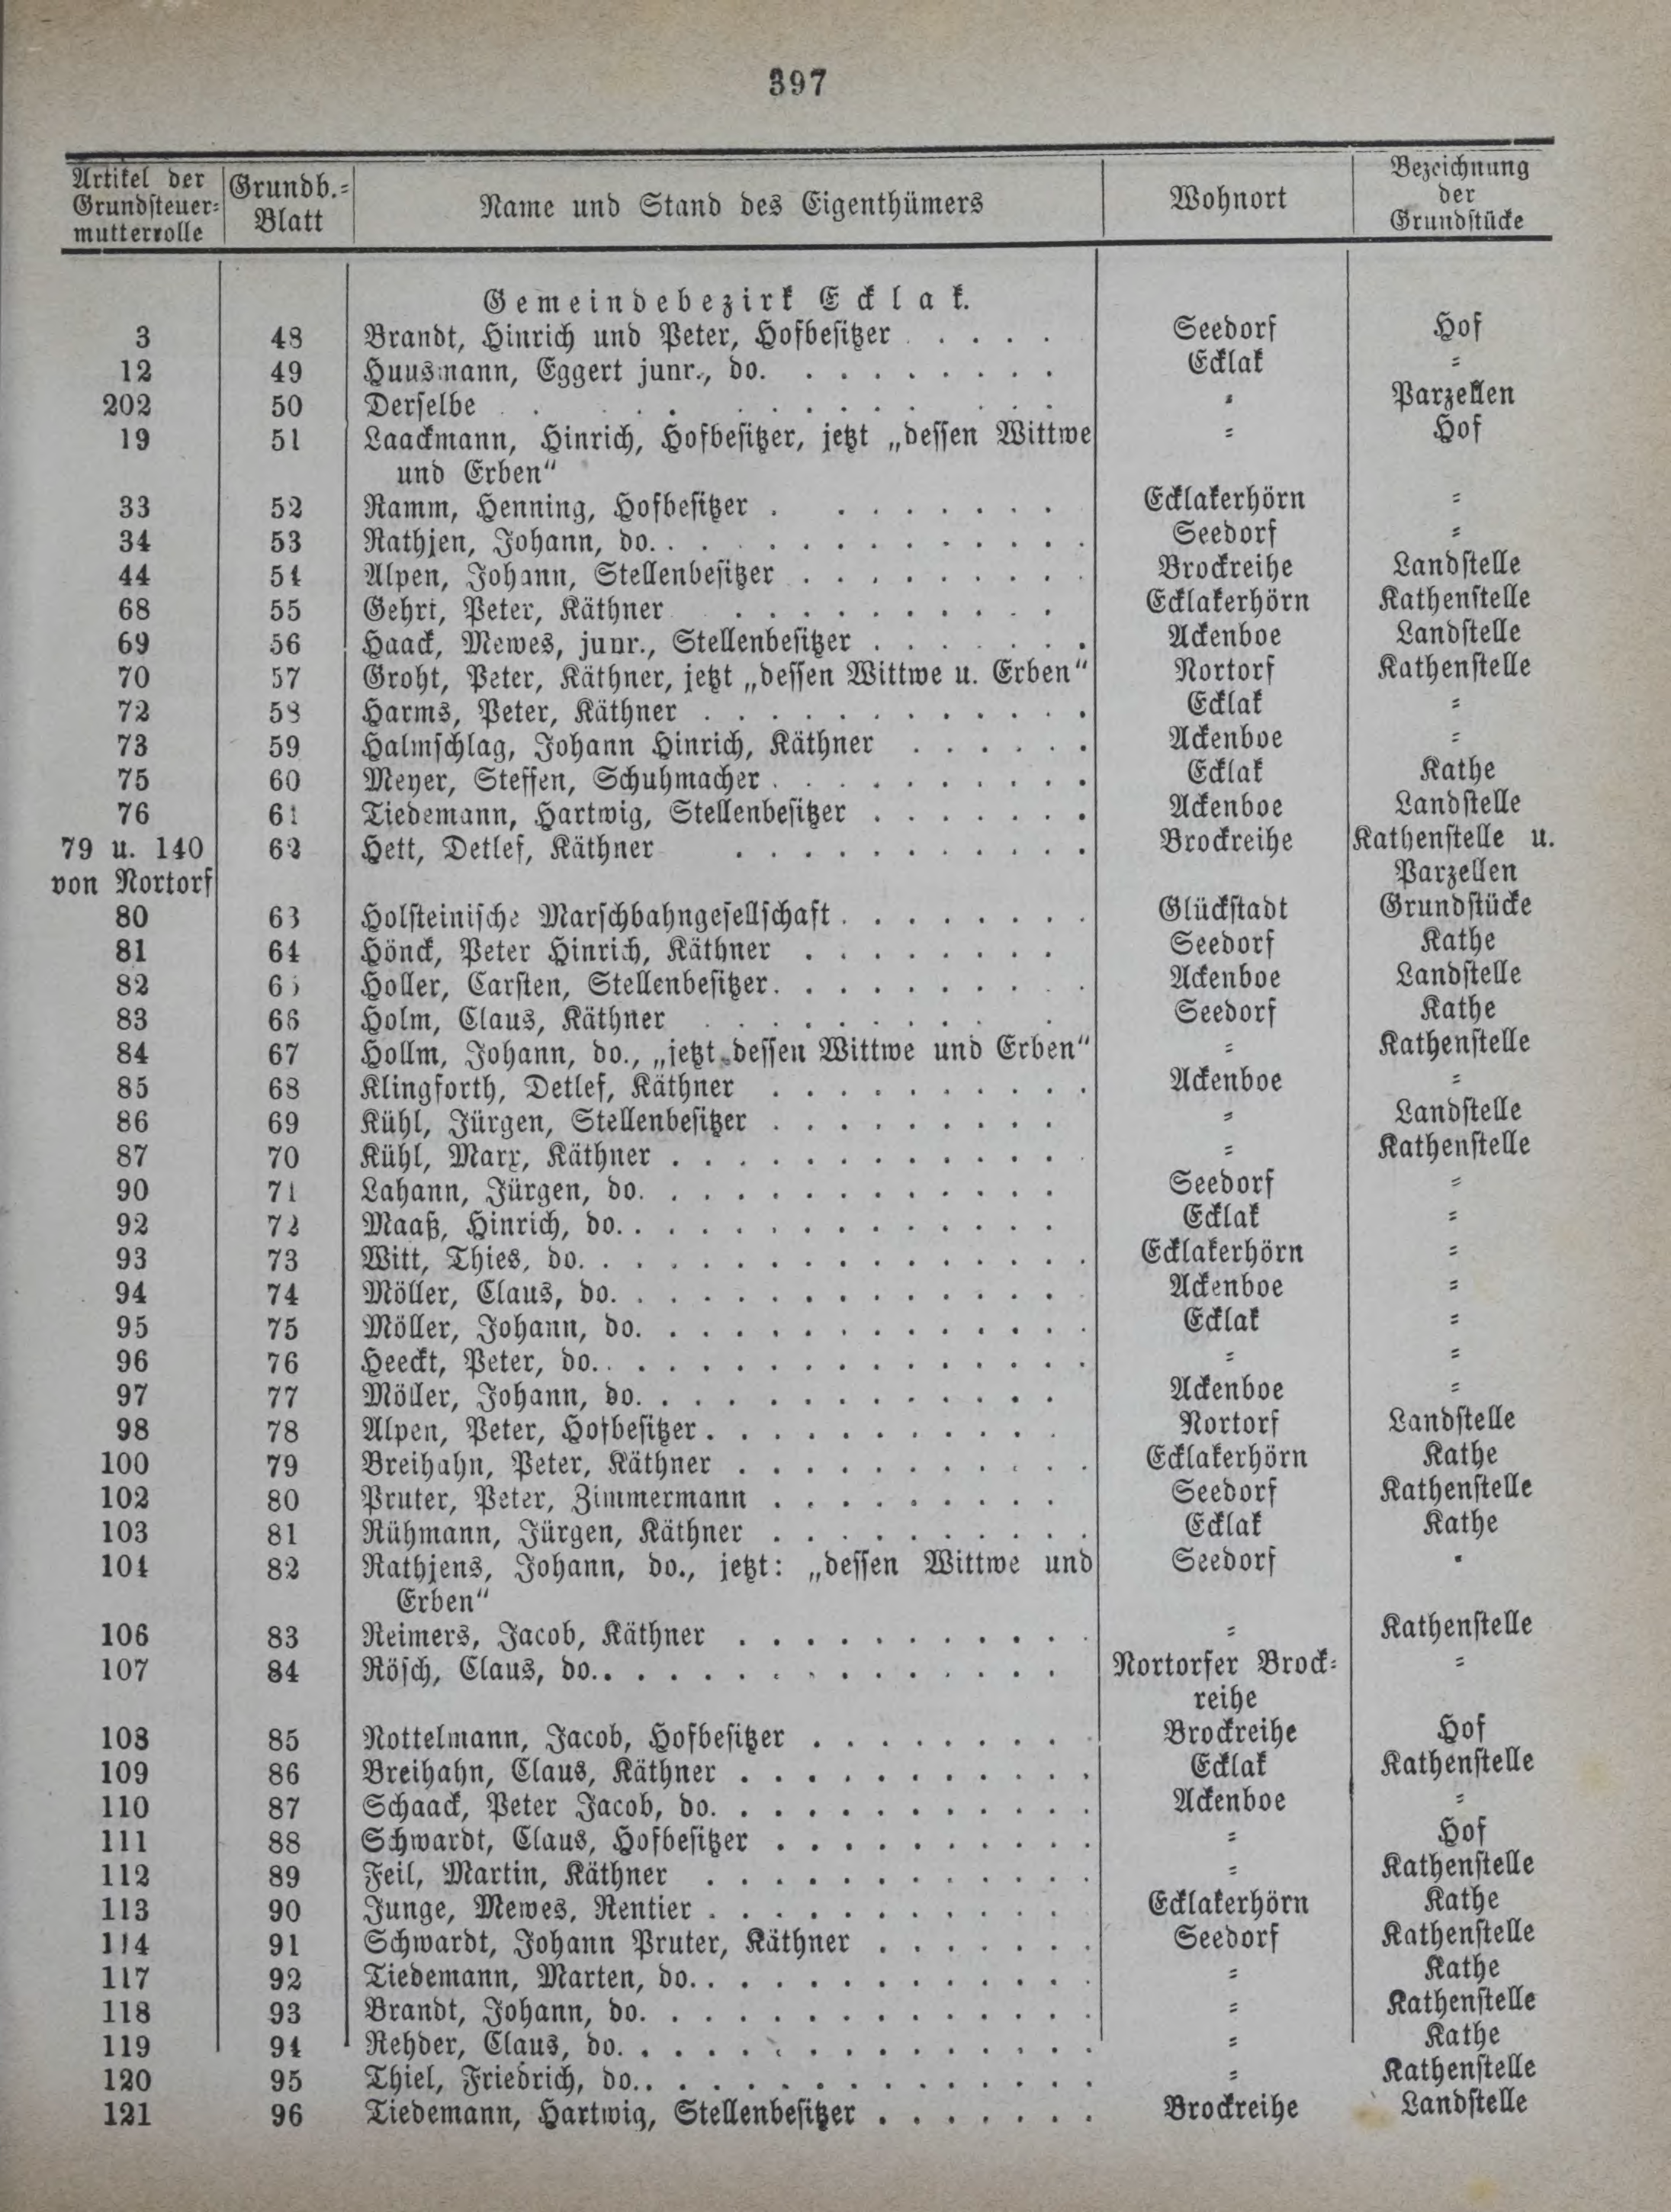 397
Artikel der Grundsteuer= mutterrolle | Grundb.= Blatt | Name und Stand des Eigenthümers | Wohnort | Bezeichnung der Grundstücke
Gemeindebezirk Ecklak.
3 48 Brandt, Hinrich und Peter, Hofbesitzer . . . . . Seedorf Hof
12 49 Huusmann, Eggert junr., do. . . . . . . . . Ecklak =
202 50 Derselbe . . . . . . . . . . . = Parzellen
19 51 Laackmann, Hinrich, Hofbesitzer, jetzt „dessen Wittwe = Hof
und Erben“
33 52 Ramm, Henning, Hofbesitzer . . . . . . . . Ecklakerhörn =
34 53 Rathjen, Johann, do. . . . . . . . . . . . Seedorf =
44 54 Alpen, Johann, Stellenbesitzer . . . . . . . . . Brockreihe Landstelle
68 55 Gehrt, Peter, Käthner . . . . . . . . . . Ecklakerhörn Kathenstelle
69 56 Haack, Mewes, junr., Stellenbesitzer . . . . . . . Ackenboe Landstelle
70 57 Groht, Peter, Käthner, jetzt „dessen Wittwe u. Erben“ Nortorf Kathenstelle
72 58 Harms, Peter, Käthner . . . . . . . . . . . . Ecklak =
73 59 Halmschlag, Johann Hinrich, Käthner . . . . . . Ackenboe =
75 60 Meyer, Steffen, Schuhmacher . . . . . . . . . . Ecklak Kathe
76 61 Tiedemann, Hartwig, Stellenbesitzer . . . . . . . Ackenboe Landstelle
79 u. 140 62 Hett, Detlef, Käthner . . . . . . . . . . . Brockreihe Kathenstelle u.
von Nortorf Parzellen
80 63 Holsteinische Marschbahngesellschaft . . . . . . . . Glückstadt Grundstücke
81 64 Hönck, Peter Hinrich, Käthner . . . . . . . . Seedorf Kathe
82 65 Holler, Carsten, Stellenbesitzer . . . . . . . . . . Ackenboe Landstelle
83 66 Holm, Claus, Käthner . . . . . . . . . . Seedorf Kathe
84 67 Hollm, Johann, do., „jetzt dessen Wittwe und Erben“ = Kathenstelle
85 68 Klingforth, Detlef, Käthner . . . . . . . . . . Ackenboe =
86 69 Kühl, Jürgen, Stellenbesitzer . . . . . . . . . = Landstelle
87 70 Kühl, Marx, Käthner . . . . . . . . . . . . = Kathenstelle
90 71 Lahann, Jürgen, do. . . . . . . . . . . . . Seedorf =
92 72 Maaß, Hinrich, do. . . . . . . . . . . . . . Ecklak =
93 73 Witt, Thies, do. . . . . . . . . . . . . . . . Ecklakerhörn =
94 74 Möller, Claus, do. . . . . . . . . . . . . . Ackenboe =
95 75 Möller, Johann, do. . . . . . . . . . . . . . Ecklak =
96 76 Heeckt, Peter, do. . . . . . . . . . . . . . . . = =
97 77 Möller, Johann, do. . . . . . . . . . . . . Ackenboe =
98 78 Alpen, Peter, Hofbesitzer . . . . . . . . . . . Nortorf Landstelle
100 79 Breihahn, Peter, Käthner . . . . . . . . . . . Ecklakerhörn Kathe
102 80 Pruter, Peter, Zimmermann . . . . . . . . . Seedorf Kathenstelle
103 81 Rühmann, Jürgen, Käthner . . . . . . . . . . Ecklak Kathe
104 82 Rathjens, Johann, do., jetzt: „dessen Wittwe und Seedorf =
Erben“
106 83 Reimers, Jacob, Käthner . . . . . . . . . . . = Kathenstelle
107 84 Rösch, Claus, do. . . . . . . . . . . . . . . Nortorfer Brock= =
reihe
108 85 Rottelmann, Jacob, Hofbesitzer . . . . . . . . . Brockreihe Hof
109 86 Breihahn, Claus, Käthner . . . . . . . . . . . Ecklak Kathenstelle
110 87 Schaack, Peter Jacob, do. . . . . . . . . . . . Ackenboe =
111 88 Schwardt, Claus, Hofbesitzer . . . . . . . . . . = Hof
112 89 Feil, Martin, Käthner . . . . . . . . . . . . = Kathenstelle
113 90 Junge, Mewes, Rentier . . . . . . . . . . . Ecklakerhörn Kathe
114 91 Schwardt, Johann Pruter, Käthner . . . . . . . Seedorf Kathenstelle
117 92 Tiedemann, Marten, do. . . . . . . . . . . . . = Kathe
118 93 Brandt, Johann, do. . . . . . . . . . . . . . = Kathenstelle
119 94 Rehder, Claus, do. . . . . . . . . . . . . . . = Kathe
120 95 Thiel, Friedrich, do. . . . . . . . . . . . . . . = Kathenstelle
121 96 Tiedemann, Hartwig, Stellenbesitzer . . . . . . . Brockreihe Landstelle